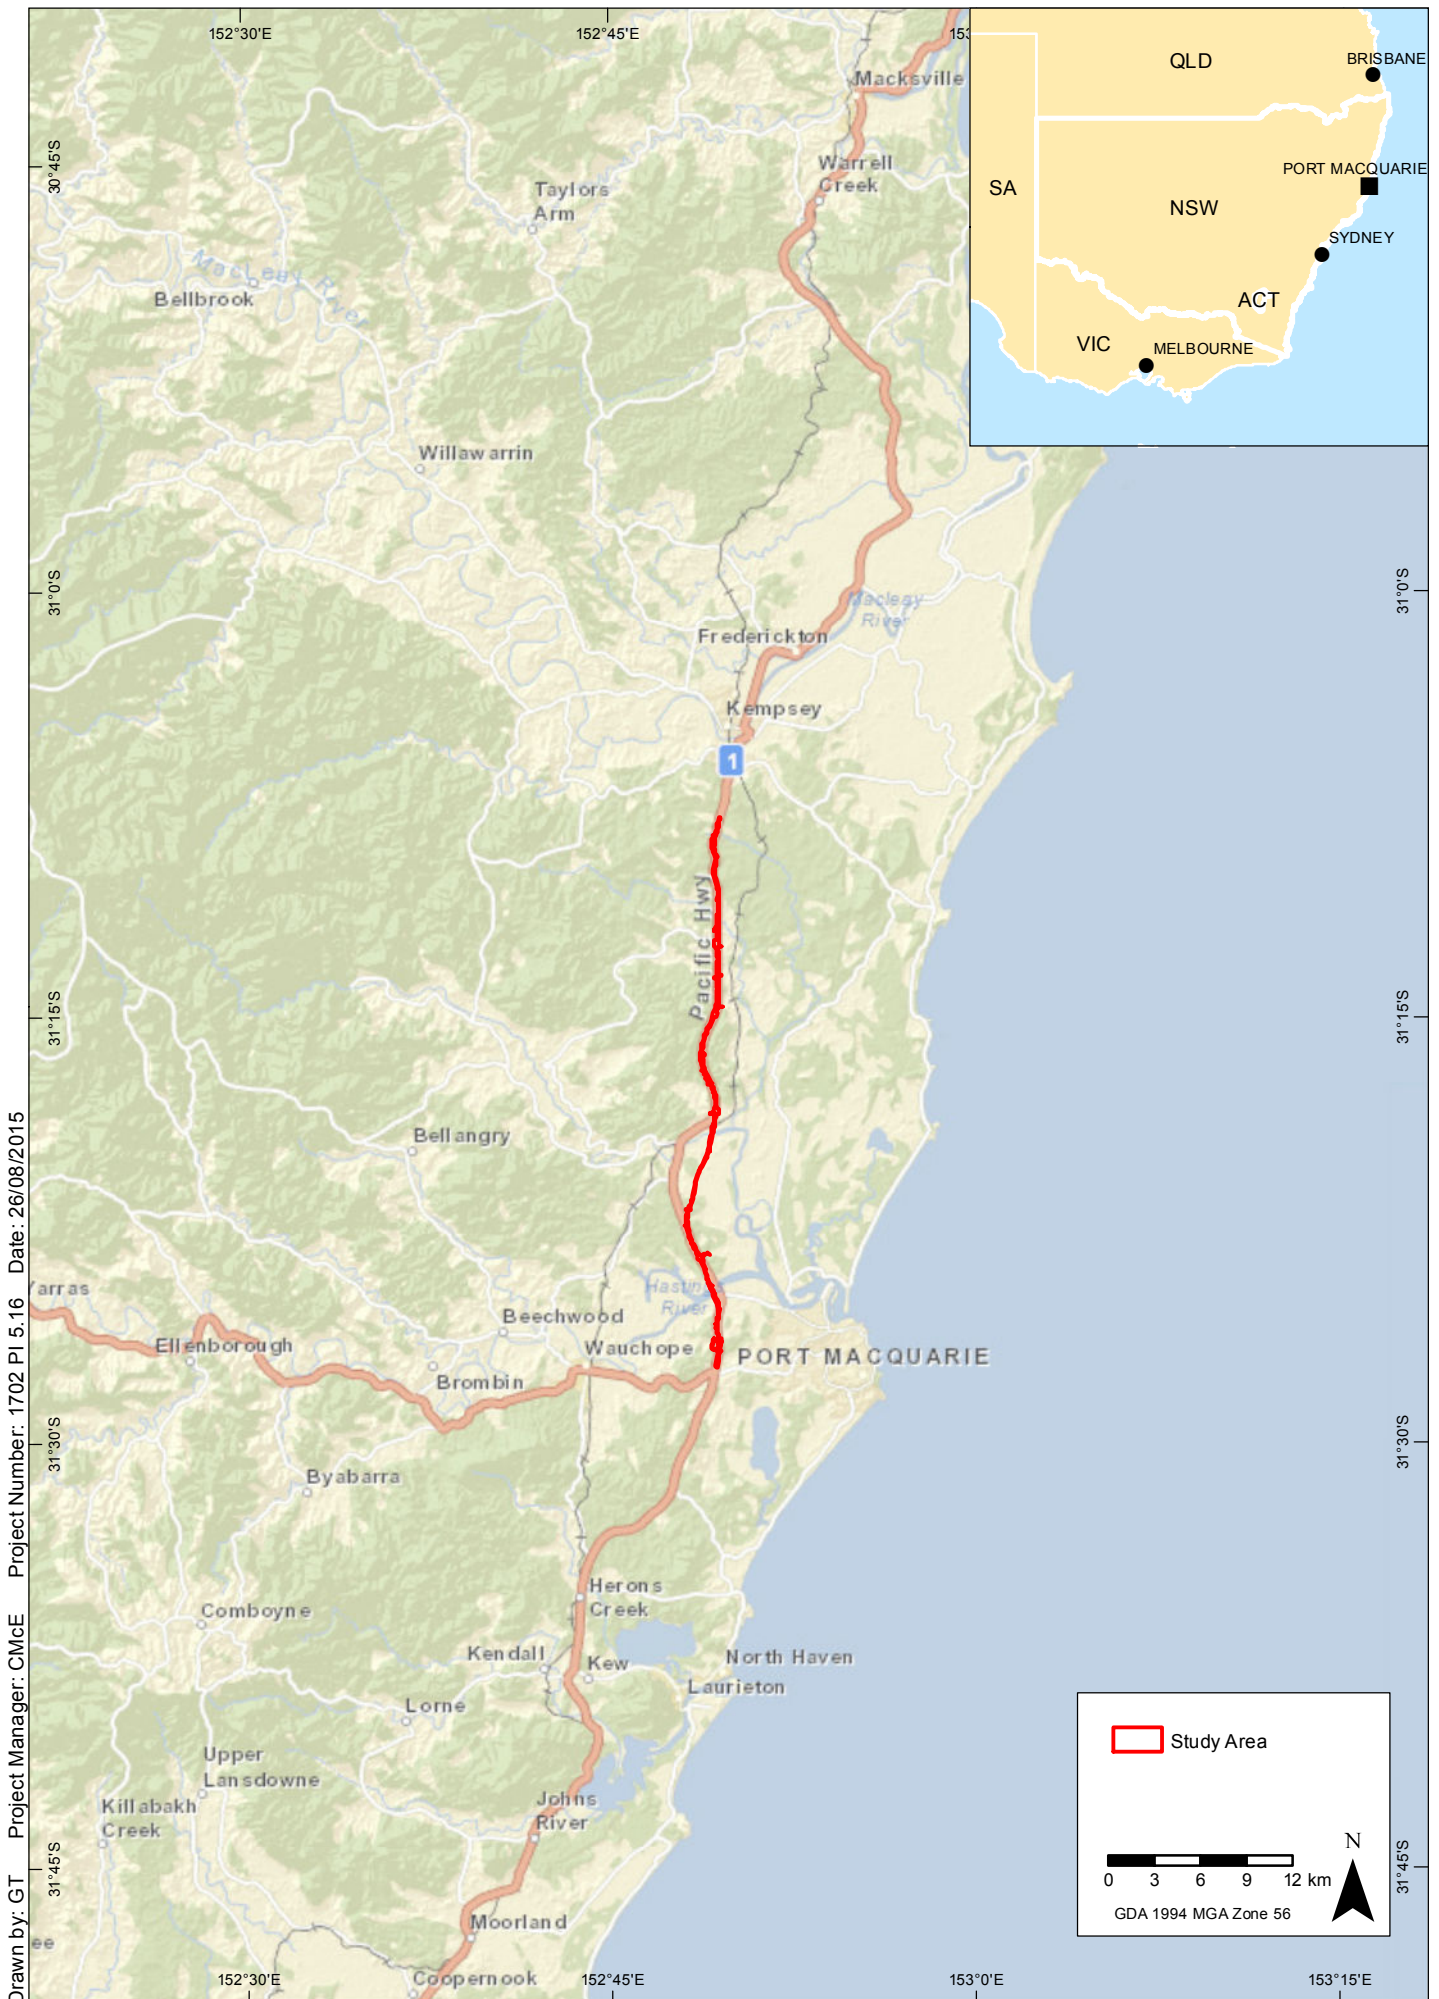 152°30'E
152°45'E
153
Macksville
QLD
BRISBANE
PORT MACQUARIE
SA
NSW
SYDNEY
ACT
VIC
MELBOURNE
30°45'S
Warrell
Creek
Taylors
Arm
MacLeay River
Bellbrook
Willawarrin
31°0'S
31°0'S
Macleay
River
Frederickton
Kempsey
1
Pacific Hwy
31°15'S
31°15'S
Bellangry
Yarras
Hastings
River
Beechwood
Ellenborough
Wauchope
PORT MACQUARIE
Brombin
31°30'S
31°30'S
Byabarra
Herons
Creek
Comboyne
Kendall
Kew
North Haven
Laurieton
Lorne
Upper
Lansdowne
Killabakh
Creek
Johns
River
31°45'S
31°45'S
Moorland
ee
Coopernook
152°30'E
152°45'E
153°0'E
153°15'E
Study Area
0 3 6 9 12 km
N
GDA 1994 MGA Zone 56
Drawn by: GT Project Manager: CMcE Project Number: 1702 PI 5.16 Date: 26/08/2015